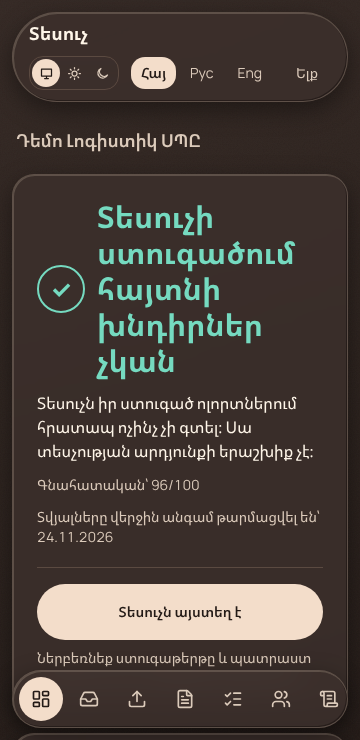 Տեսուչ
Հայ Рус Eng Ելք
Դեմո Լոգիստիկ ՍՊԸ
Տեսուչի
ստուգածում
հայտնի
խնդիրներ
չկան
Տեսուչն իր ստուգած ոլորտներում
հրատապ ոչինչ չի գտել։ Սա
տեսչության արդյունքի երաշխիք չէ։
Գնահատական՝ 96/100
Տվյալները վերջին անգամ թարմացվել են՝
24.11.2026
Տեսուչն այստեղ է
Ներբեռնեք ստուգաթերթը և պատրաստ